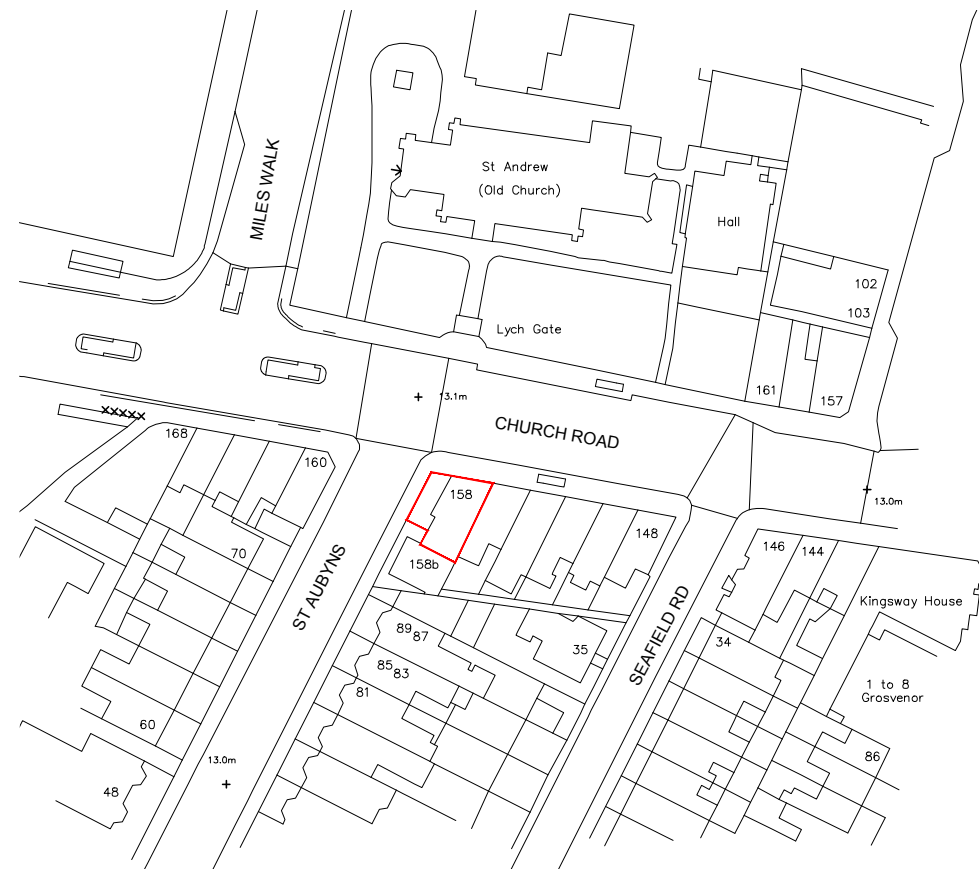 MILES WALK
St Andrew
(Old Church)
Hall
102
103
Lych Gate
161
157
13.1m
CHURCH ROAD
168
160
158
148
13.0m
70
158b
146
144
ST AUBYNS
SEAFIELD RD
Kingsway House
89
87
35
34
85
83
81
1 to 8
Grosvenor
60
13.0m
86
48